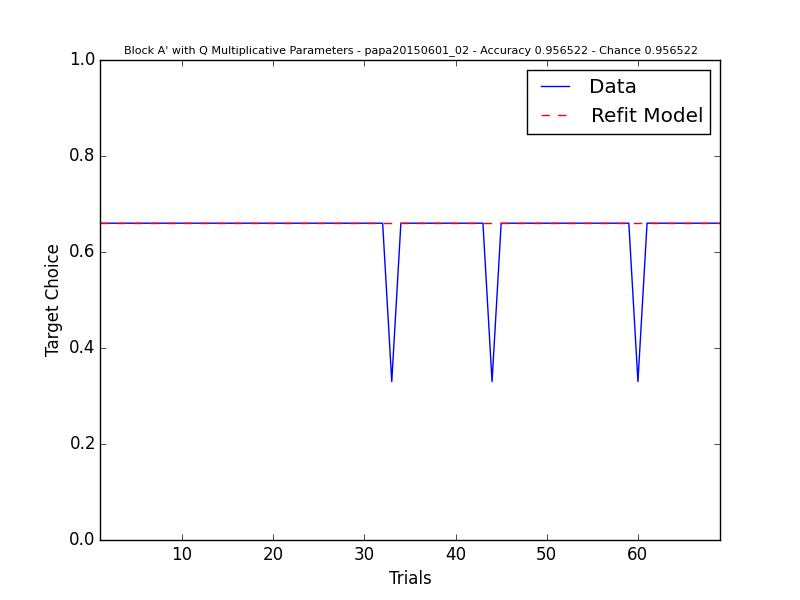 Block A' with Q Multiplicative Parameters - papa20150601_02 - Accuracy 0.956522 - Chance 0.956522
1.0
Data
Refit Model
0.8
0.6
Target Choice
0.4
0.2
0.0
10 20 30 40 50 60
Trials